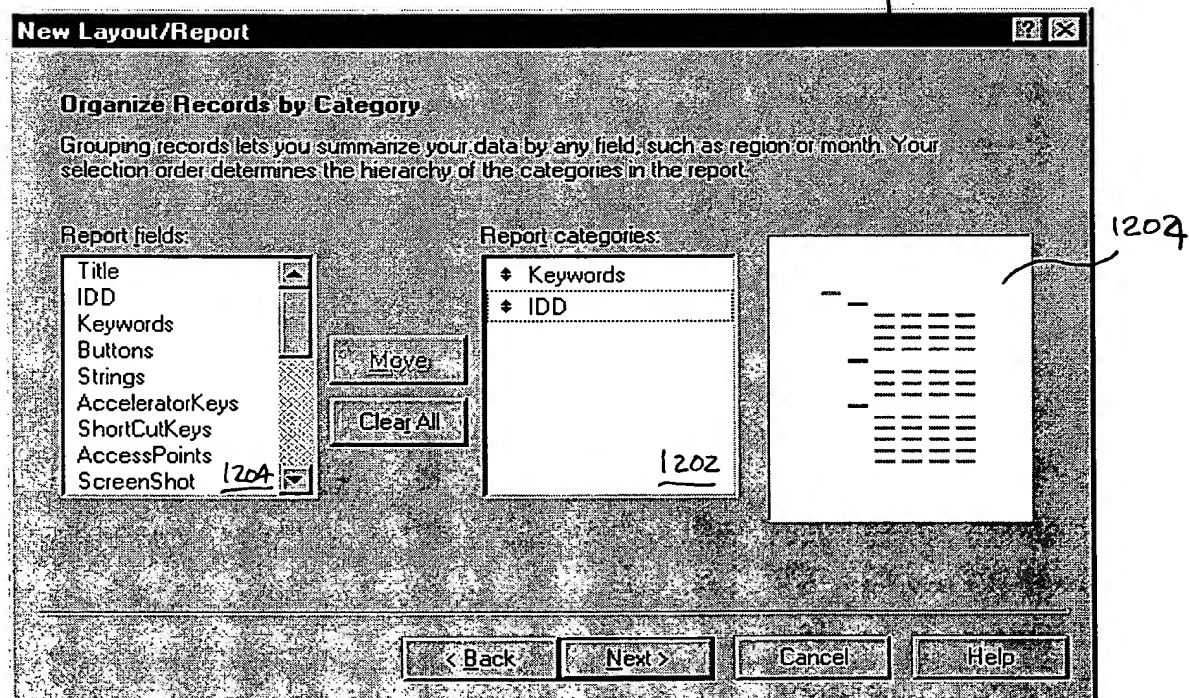 New Layout/Report
Organize Records by Category
Grouping records lets you summarize your data by any field, such as region or month. Your
selection order determines the hierarchy of the categories in the report.
Report fields:
Title
IDD
Keywords
Buttons
Strings
AcceleratorKeys
ShortCutKeys
AccessPoints
ScreenShot
1204
Move
Clear All
Report categories:
Keywords
IDD
1202
< Back
Next >
Cancel
Help